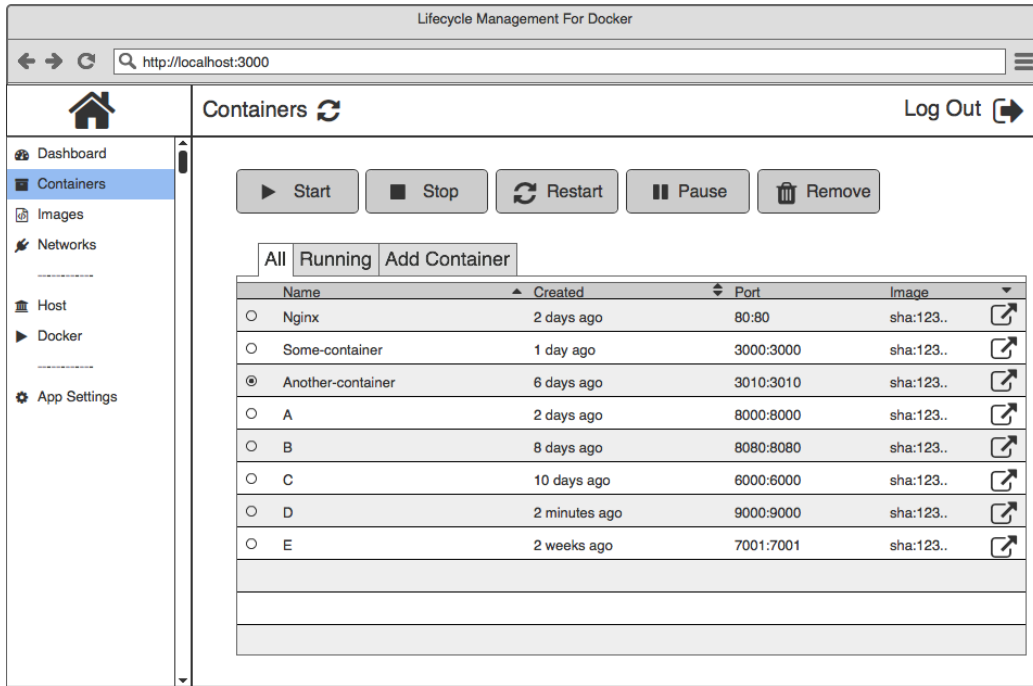 Lifecycle Management For Docker
http://localhost:3000
Containers
Log Out
Dashboard
Containers
Images
Networks
-------------
Host
Docker
-------------
App Settings
Start Stop Restart Pause Remove
All Running Add Container
Name Created Port Image
Nginx 2 days ago 80:80 sha:123..
Some-container 1 day ago 3000:3000 sha:123..
Another-container 6 days ago 3010:3010 sha:123..
A 2 days ago 8000:8000 sha:123..
B 8 days ago 8080:8080 sha:123..
C 10 days ago 6000:6000 sha:123..
D 2 minutes ago 9000:9000 sha:123..
E 2 weeks ago 7001:7001 sha:123..